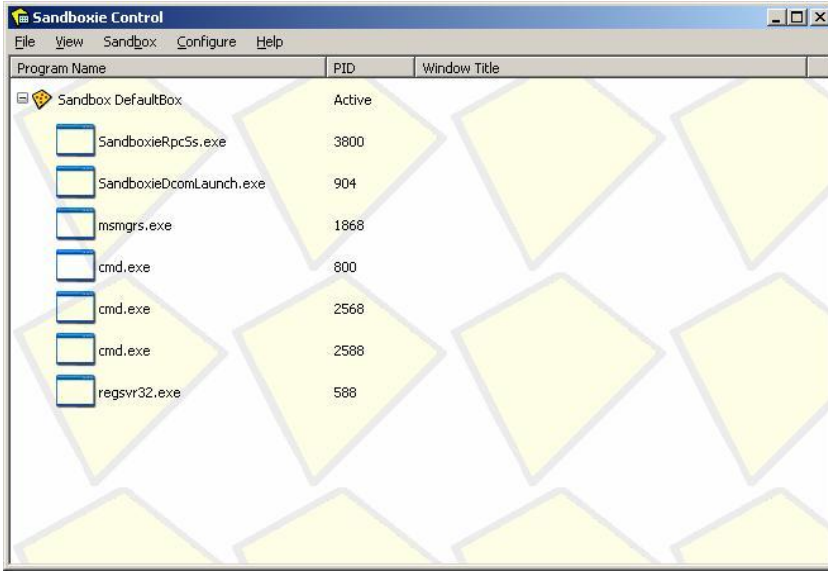 Sandboxie Control
File View Sandbox Configure Help
Program Name PID Window Title
Sandbox DefaultBox Active
SandboxieRpcSs.exe 3800
SandboxieDcomLaunch.exe 904
msmgrs.exe 1868
cmd.exe 800
cmd.exe 2568
cmd.exe 2588
regsvr32.exe 588